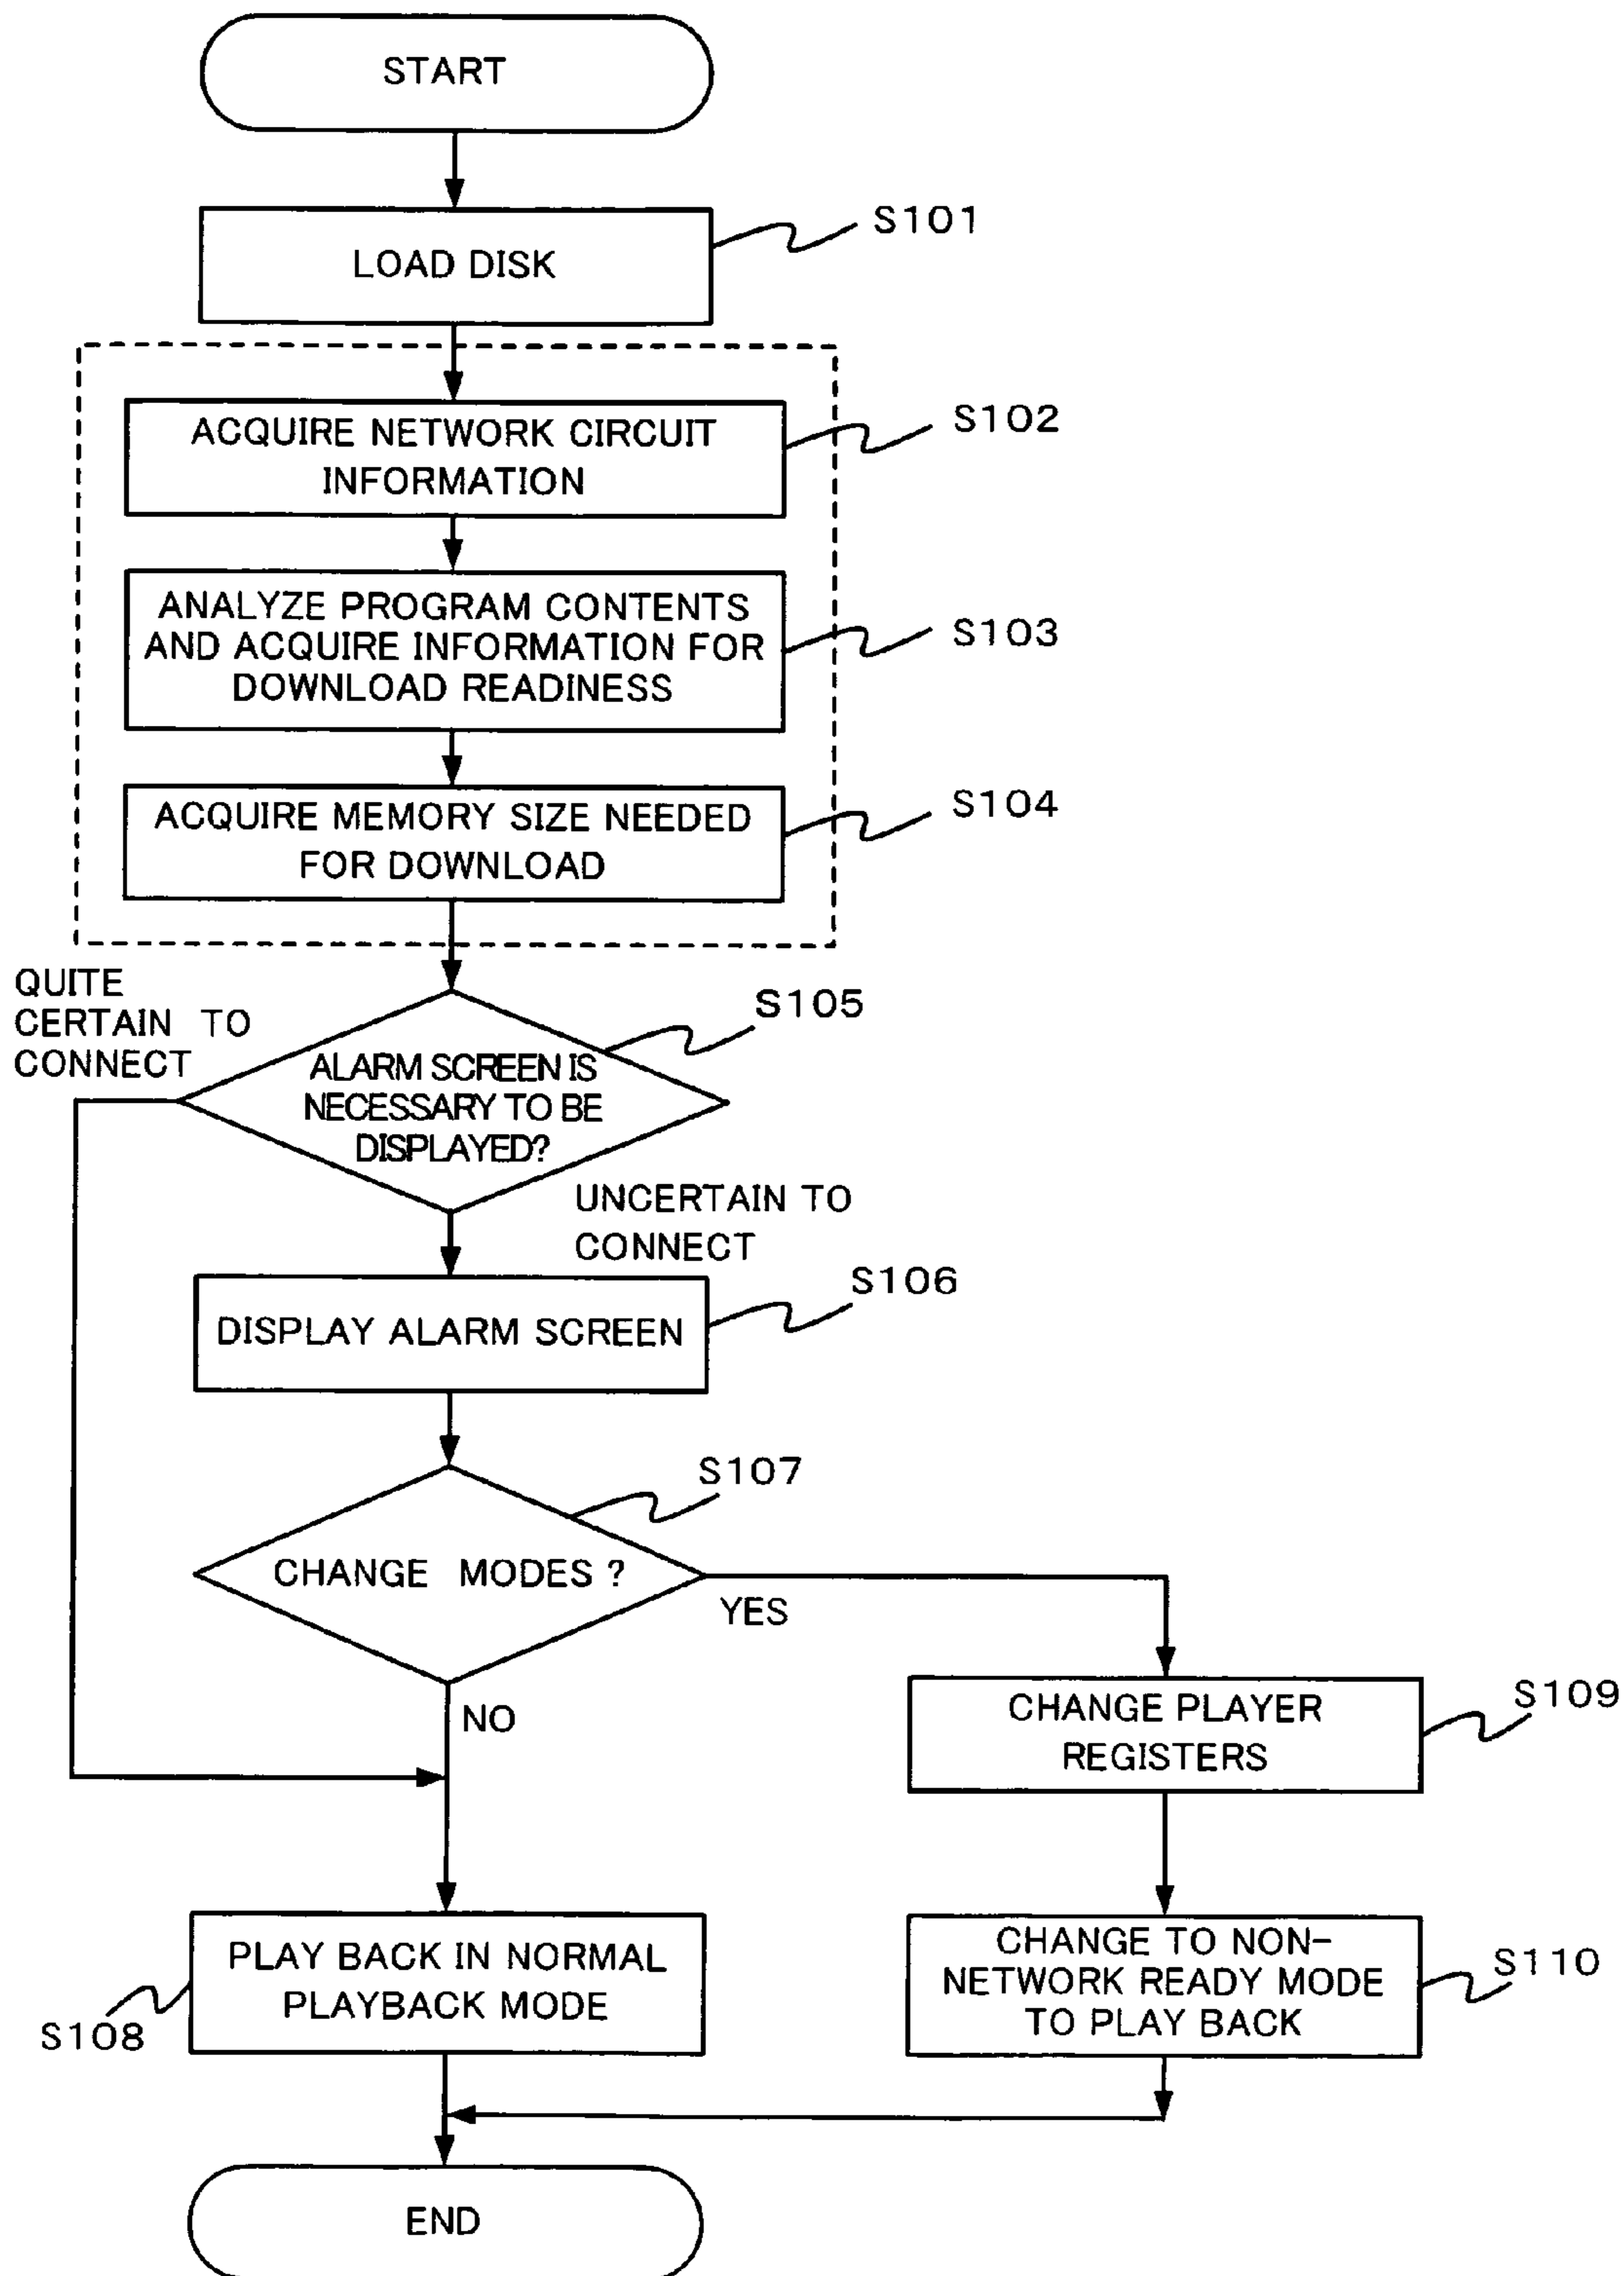 START
LOAD DISK
S101
ACQUIRE NETWORK CIRCUIT
INFORMATION
S102
ANALYZE PROGRAM CONTENTS
AND ACQUIRE INFORMATION FOR
DOWNLOAD READINESS
S103
ACQUIRE MEMORY SIZE NEEDED
FOR DOWNLOAD
S104
QUITE
CERTAIN TO
CONNECT
ALARM SCREEN IS
NECESSARY TO BE
DISPLAYED?
S105
UNCERTAIN TO
CONNECT
DISPLAY ALARM SCREEN
S106
CHANGE MODES ?
S107
YES
NO
CHANGE PLAYER
REGISTERS
S109
PLAY BACK IN NORMAL
PLAYBACK MODE
S108
CHANGE TO NON-
NETWORK READY MODE
TO PLAY BACK
S110
END